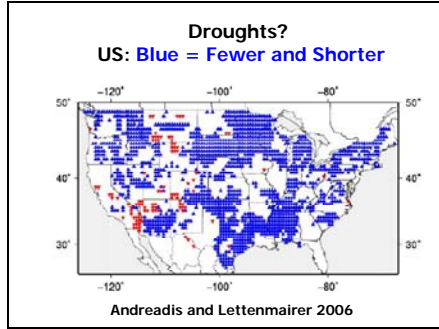 Droughts?
US: Blue = Fewer and Shorter
−120° −100° −80°
50° 50°
40° 40°
30° 30°
−120° −100° −80°
Andreadis and Lettenmairer 2006